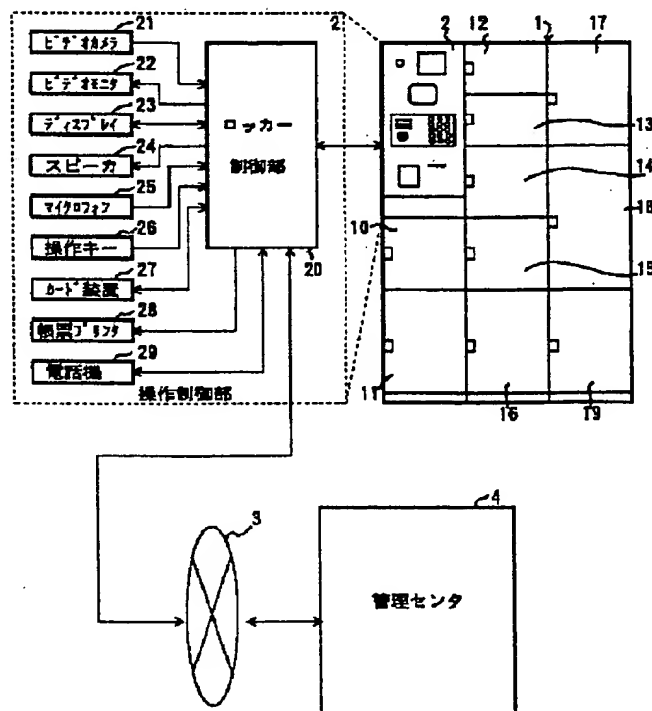 21
ビデオカメラ
22
ビデオモニタ
23
ディスプレイ
24
スピーカ
25
マイクロフォン
26
操作キー
27
カード装置
28
帳票プリンタ
29
電話機
操作制御部
2
ロッカー
制御部
20
2
12
1
17
13
14
18
10
15
11
16
19
3
4
管理センタ